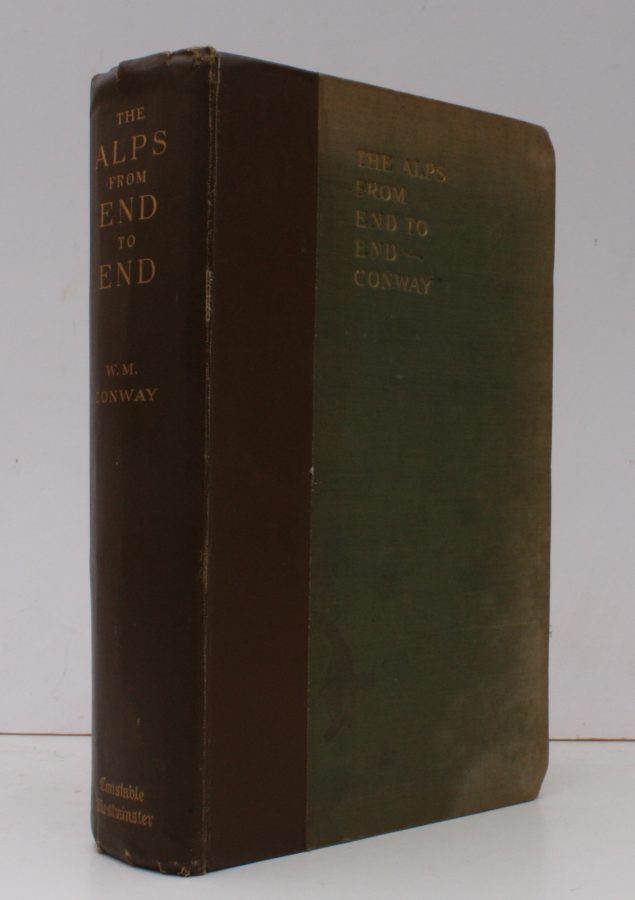 THE
ALPS
FROM
END
TO
END
W. M.
CONWAY
Constable
Westminster
THE ALPS
FROM
END TO
END
CONWAY